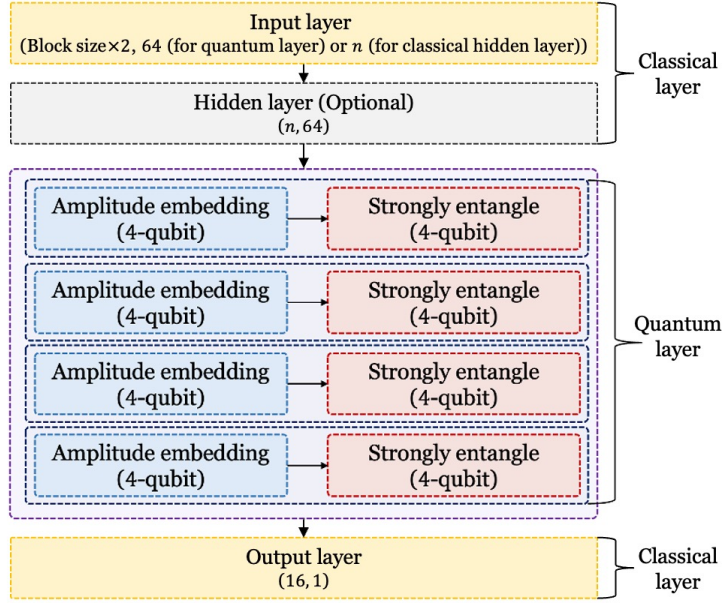 Input layer
(Block size×2, 64 (for quantum layer) or n (for classical hidden layer))
Classical
layer
Hidden layer (Optional)
(n, 64)
Amplitude embedding
(4-qubit)
Strongly entangle
(4-qubit)
Amplitude embedding
(4-qubit)
Strongly entangle
(4-qubit)
Amplitude embedding
(4-qubit)
Strongly entangle
(4-qubit)
Amplitude embedding
(4-qubit)
Strongly entangle
(4-qubit)
Quantum
layer
Output layer
(16, 1)
Classical
layer